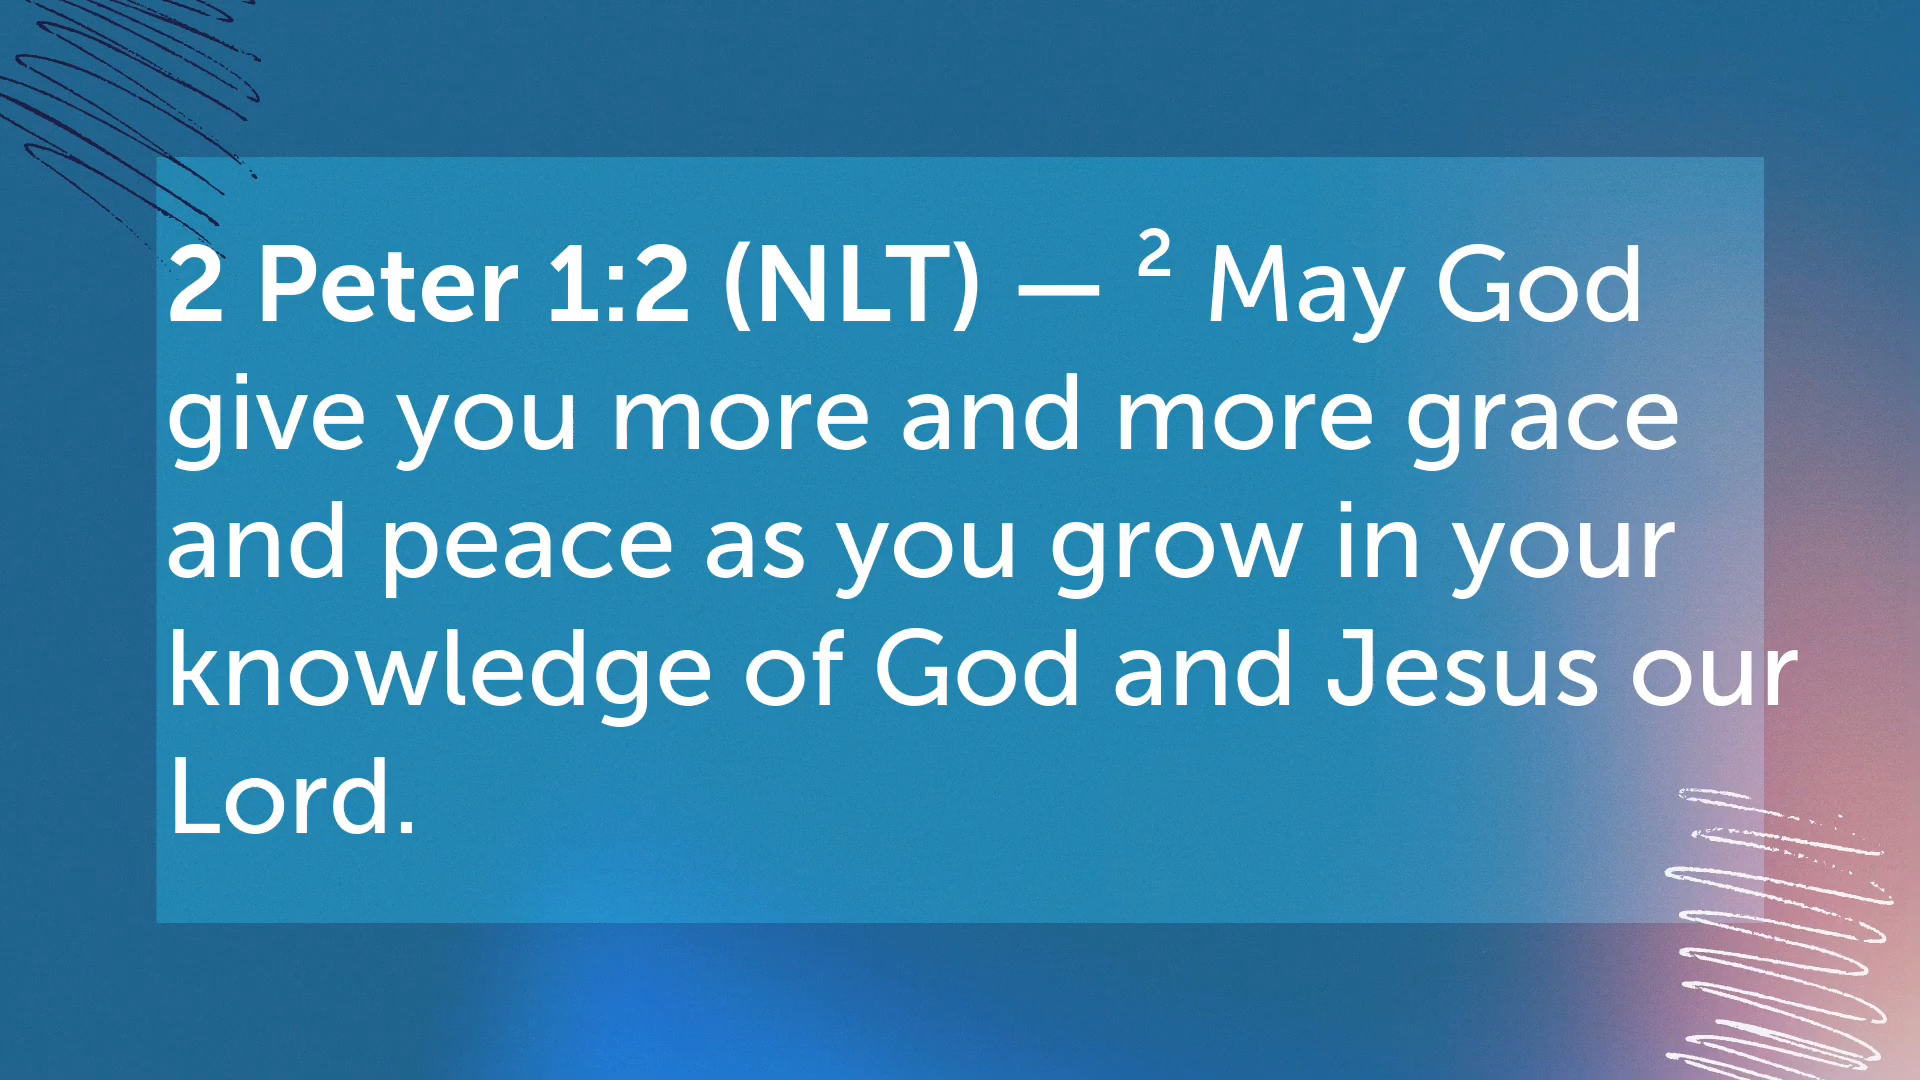 2 Peter 1:2 (NLT) — ² May God
give you more and more grace
and peace as you grow in your
knowledge of God and Jesus our
Lord.